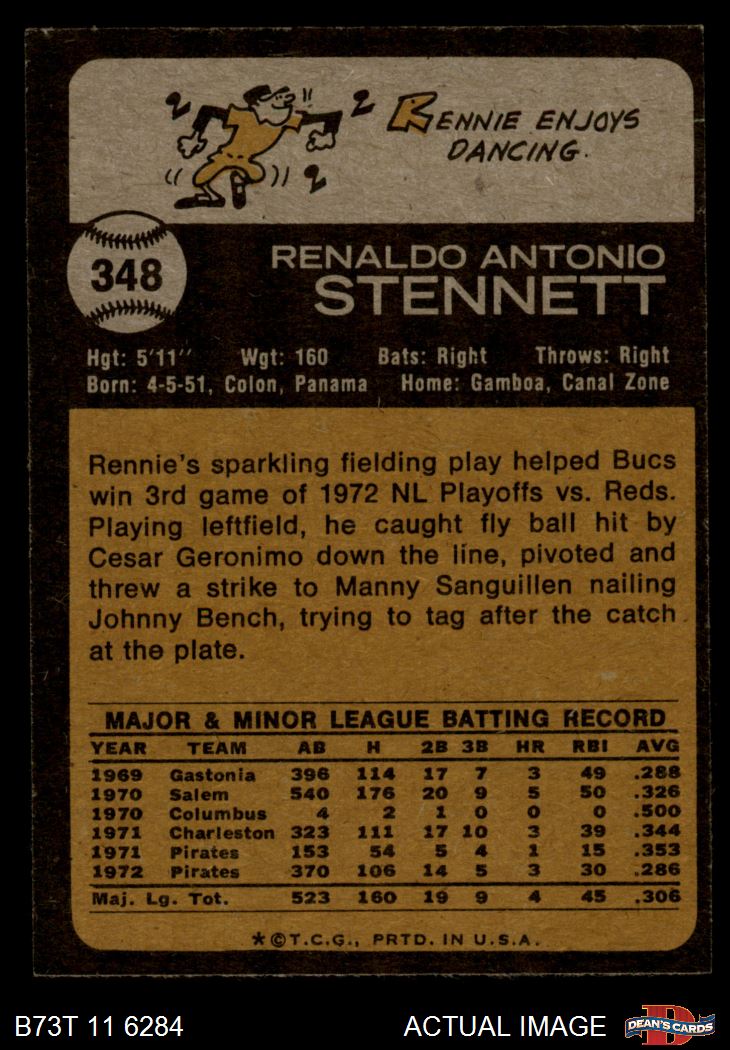 RENNIE ENJOYS
DANCING.
348
RENALDO ANTONIO
STENNETT
Hgt: 5'11" Wgt: 160 Bats: Right Throws: Right
Born: 4-5-51, Colon, Panama Home: Gamboa, Canal Zone
Rennie's sparkling fielding play helped Bucs
win 3rd game of 1972 NL Playoffs vs. Reds.
Playing leftfield, he caught fly ball hit by
Cesar Geronimo down the line, pivoted and
threw a strike to Manny Sanguillen nailing
Johnny Bench, trying to tag after the catch
at the plate.
MAJOR & MINOR LEAGUE BATTING RECORD
YEAR TEAM AB H 2B 3B HR RBI AVG
1969 Gastonia 396 114 17 7 3 49 .288
1970 Salem 540 176 20 9 5 50 .326
1970 Columbus 4 2 1 0 0 0 .500
1971 Charleston 323 111 17 10 3 39 .344
1971 Pirates 153 54 5 4 1 15 .353
1972 Pirates 370 106 14 5 3 30 .286
Maj. Lg. Tot. 523 160 19 9 4 45 .306
*©T.C.G., PRTD. IN U.S.A.
B73T 11 6284 ACTUAL IMAGE D DEAN'S CARDS